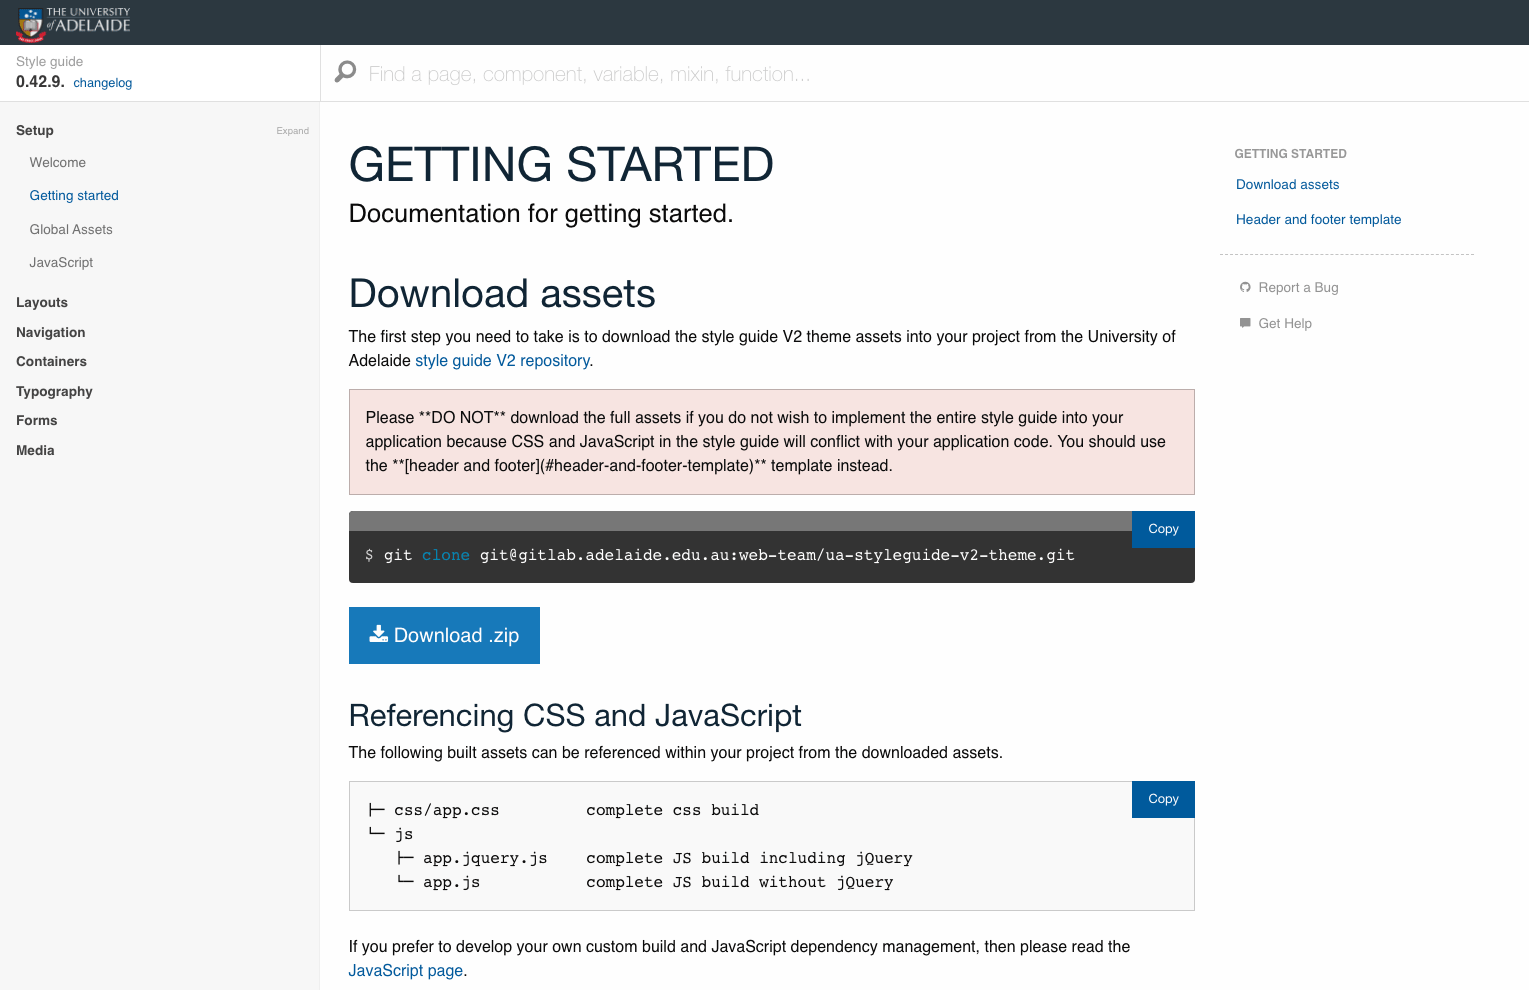 THE UNIVERSITY
of ADELAIDE
Style guide
0.42.9. changelog
Find a page, component, variable, mixin, function...
Setup
Expand
Welcome
Getting started
Global Assets
JavaScript
Layouts
Navigation
Containers
Typography
Forms
Media
GETTING STARTED
Documentation for getting started.
Download assets
The first step you need to take is to download the style guide V2 theme assets into your project from the University of
Adelaide style guide V2 repository.
Please **DO NOT** download the full assets if you do not wish to implement the entire style guide into your
application because CSS and JavaScript in the style guide will conflict with your application code. You should use
the **[header and footer](#header-and-footer-template)** template instead.
Copy
$ git clone git@gitlab.adelaide.edu.au:web-team/ua-styleguide-v2-theme.git
Download .zip
Referencing CSS and JavaScript
The following built assets can be referenced within your project from the downloaded assets.
Copy
├─ css/app.css         complete css build
└─ js
   ├─ app.jquery.js    complete JS build including jQuery
   └─ app.js           complete JS build without jQuery
If you prefer to develop your own custom build and JavaScript dependency management, then please read the
JavaScript page.
GETTING STARTED
Download assets
Header and footer template
Report a Bug
Get Help